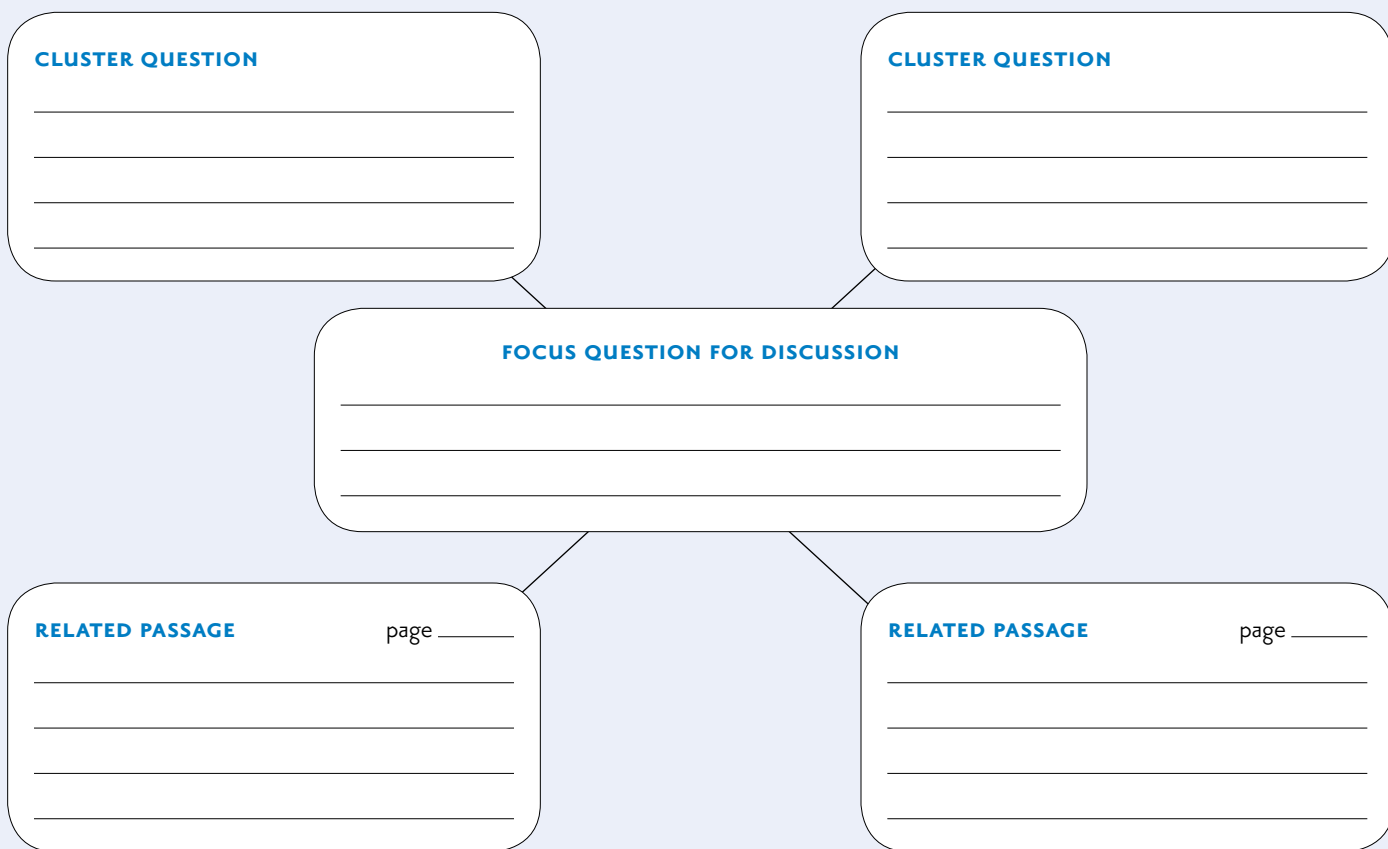 CLUSTER QUESTION
CLUSTER QUESTION
FOCUS QUESTION FOR DISCUSSION
RELATED PASSAGE page
RELATED PASSAGE page